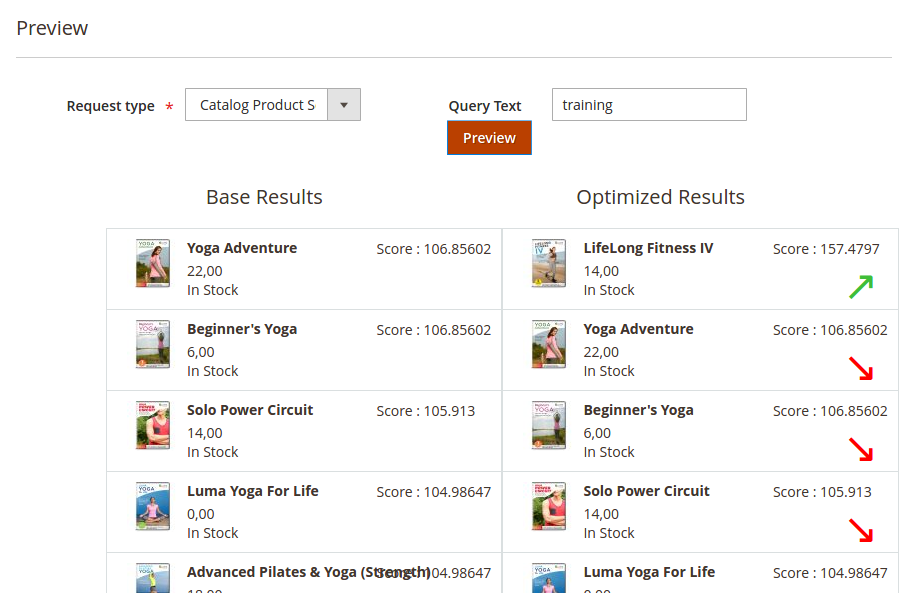 Preview
Request type * Catalog Product S Query Text training
Preview
Base Results Optimized Results
Yoga Adventure Score : 106.85602
22,00
In Stock
LifeLong Fitness IV Score : 157.4797
14,00
In Stock
Beginner's Yoga Score : 106.85602
6,00
In Stock
Yoga Adventure Score : 106.85602
22,00
In Stock
Solo Power Circuit Score : 105.913
14,00
In Stock
Beginner's Yoga Score : 106.85602
6,00
In Stock
Luma Yoga For Life Score : 104.98647
0,00
In Stock
Solo Power Circuit Score : 105.913
14,00
In Stock
Advanced Pilates & Yoga (Strength) Score : 104.98647
Luma Yoga For Life Score : 104.98647